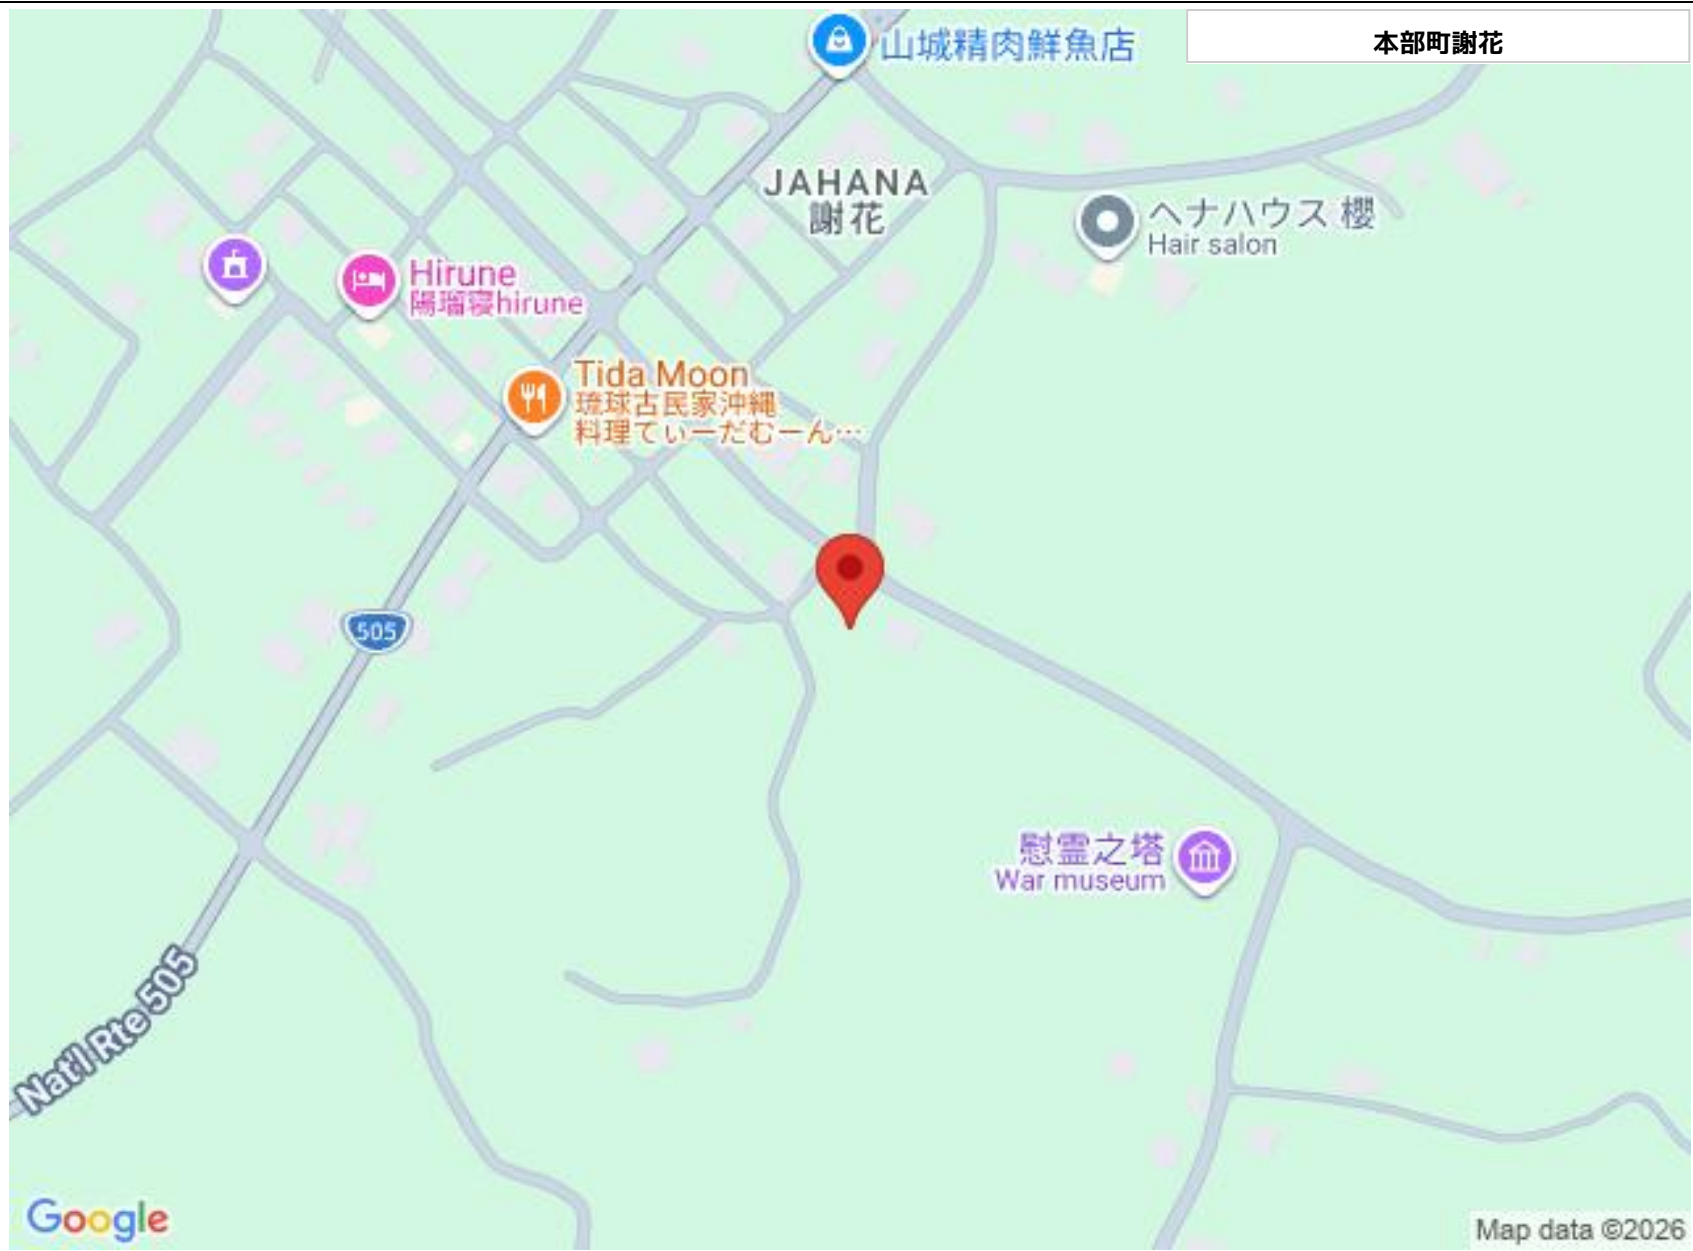 山城精肉鮮魚店
本部町謝花
JAHANA
謝花
ヘナハウス 櫻
Hair salon
Hirune
陽瑠寝hirune
Tida Moon
琉球古民家沖縄
料理てぃーだむーん…
505
慰霊之塔
War museum
Nat'l Rte 505
Google
Map data ©2026